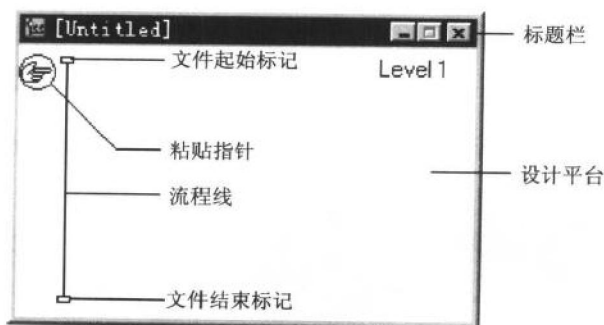 [Untitled]
标题栏
文件起始标记
Level 1
粘贴指针
设计平台
流程线
文件结束标记